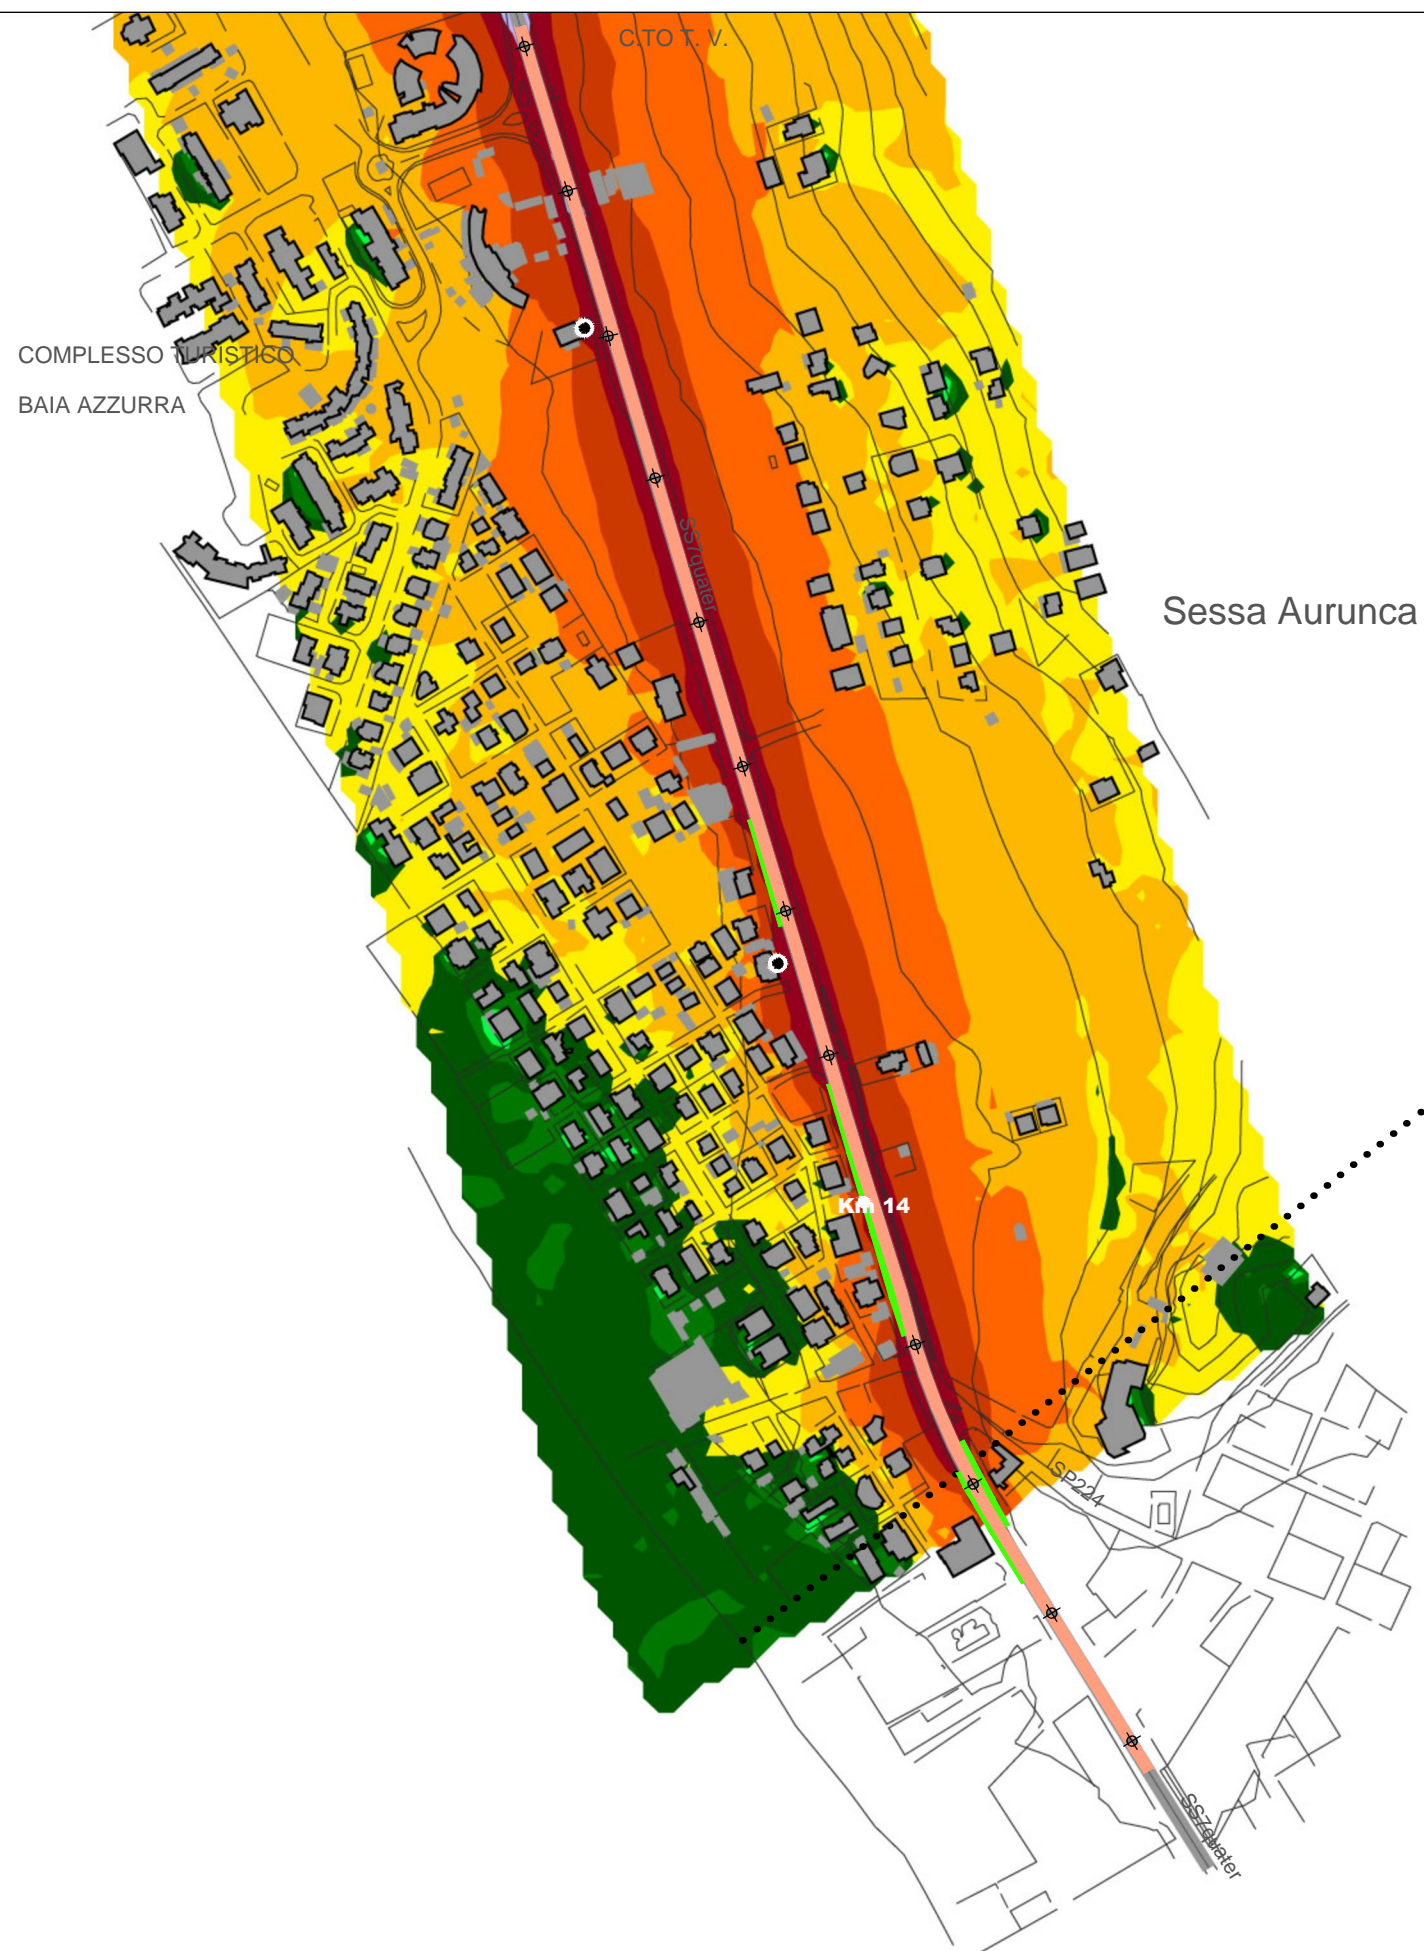 C.TO T. V.
COMPLESSO TURISTICO
BAIA AZZURRA
SS7quater
Sessa Aurunca
Km 14
SP224
SS7quater